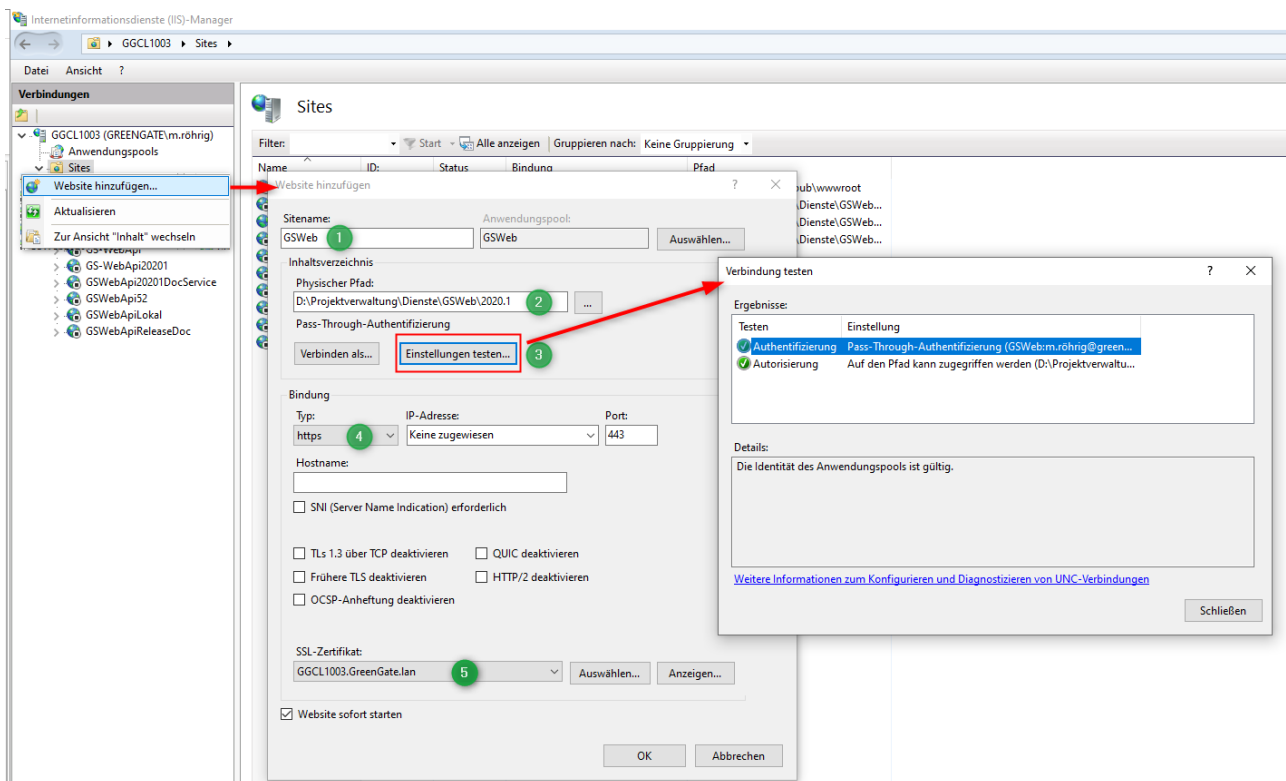 Internetinformationsdienste (IIS)-Manager
GGCL1003 Sites
Datei Ansicht ?
Verbindungen
GGCL1003 (GREENGATE\m.röhrig)
Anwendungspools
Sites
Website hinzufügen...
Aktualisieren
Zur Ansicht "Inhalt" wechseln
GS-WebApi
GS-WebApi20201
GSWebApi20201DocService
GSWebApi52
GSWebApiLokal
GSWebApiReleaseDoc
Sites
Filter: Start Alle anzeigen Gruppieren nach: Keine Gruppierung
Name ID: Status Bindung Pfad
ub\wwwroot
\Dienste\GSWeb...
\Dienste\GSWeb...
\Dienste\GSWeb...
Website hinzufügen ?
Sitename: Anwendungspool:
GSWeb 1 GSWeb Auswählen...
Inhaltsverzeichnis
Physischer Pfad:
D:\Projektverwaltung\Dienste\GSWeb\2020.1 2 ...
Pass-Through-Authentifizierung
Verbinden als... Einstellungen testen... 3
Bindung
Typ: IP-Adresse: Port:
https 4 Keine zugewiesen 443
Hostname:
SNI (Server Name Indication) erforderlich
TLs 1.3 über TCP deaktivieren QUIC deaktivieren
Frühere TLS deaktivieren HTTP/2 deaktivieren
OCSP-Anheftung deaktivieren
SSL-Zertifikat:
GGCL1003.GreenGate.lan 5 Auswählen... Anzeigen...
Website sofort starten
OK Abbrechen
Verbindung testen ?
Ergebnisse:
Testen Einstellung
Authentifizierung Pass-Through-Authentifizierung (GSWeb:m.röhrig@green...
Autorisierung Auf den Pfad kann zugegriffen werden (D:\Projektverwaltu...
Details:
Die Identität des Anwendungspools ist gültig.
Weitere Informationen zum Konfigurieren und Diagnostizieren von UNC-Verbindungen
Schließen